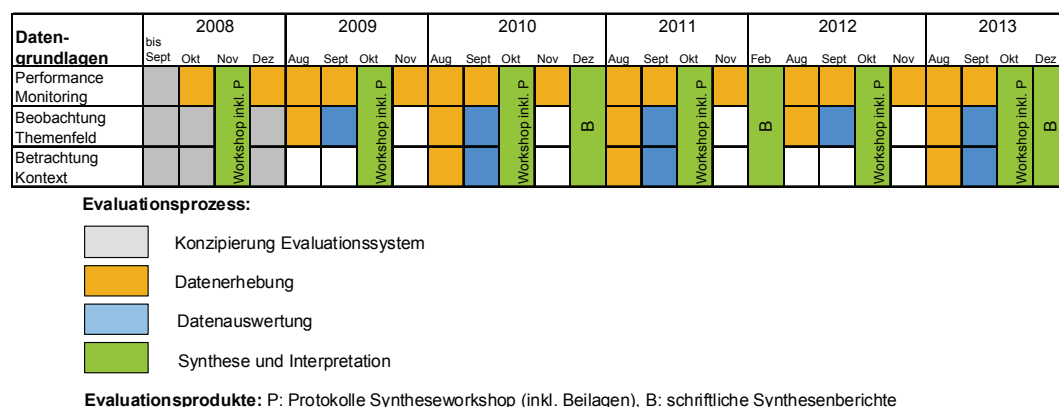 2008 2009 2010 2011 2012 2013
Daten-
grundlagen
bis
Sept Okt Nov Dez Aug Sept Okt Nov Aug Sept Okt Nov Dez Aug Sept Okt Nov Feb Aug Sept Okt Nov Aug Sept Okt Dez
Performance
Monitoring
Beobachtung
Themenfeld
Betrachtung
Kontext
Workshop inkl. P
Workshop inkl. P
Workshop inkl. P
B
Workshop inkl. P
B
Workshop inkl. P
Workshop inkl. P
B
Evaluationsprozess:
Konzipierung Evaluationssystem
Datenerhebung
Datenauswertung
Synthese und Interpretation
Evaluationsprodukte: P: Protokolle Syntheseworkshop (inkl. Beilagen), B: schriftliche Synthesenberichte